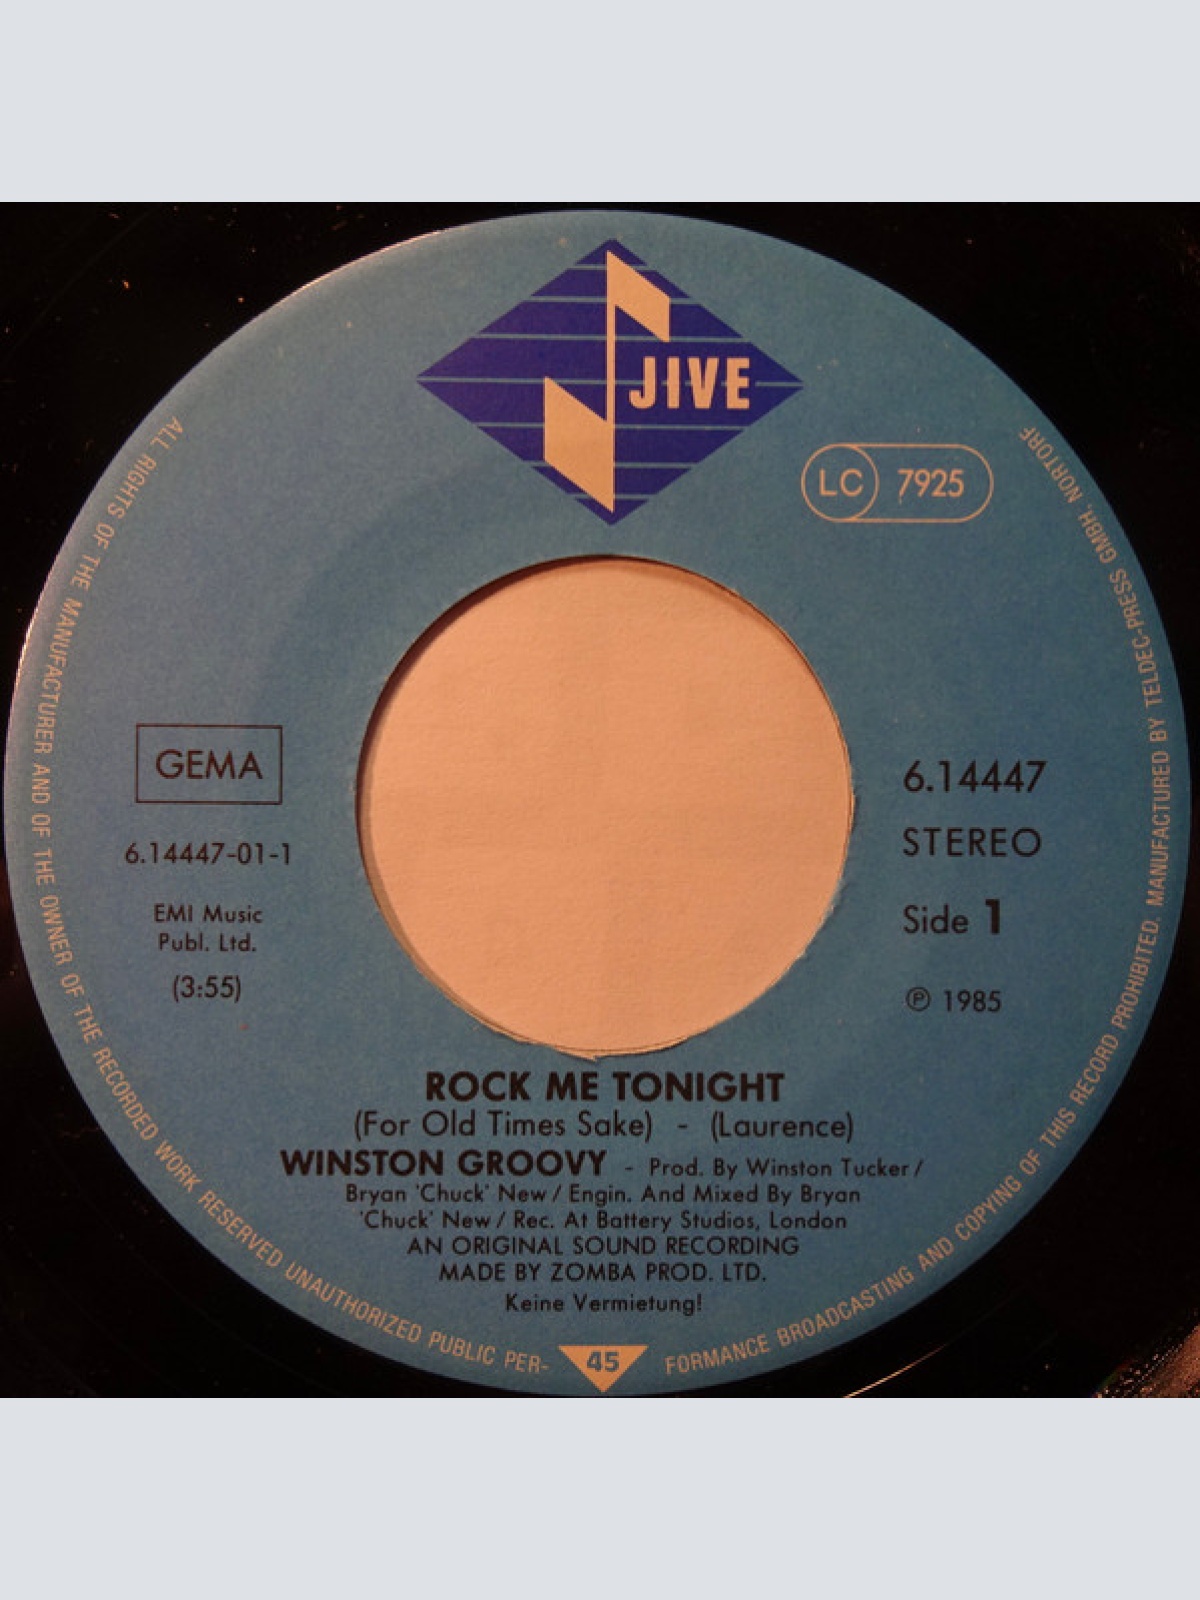 JIVE
LC 7925
GEMA
6.14447-01-1
EMI Music
Publ. Ltd.
(3:55)
6.14447
STEREO
Side 1
℗ 1985
ROCK ME TONIGHT
(For Old Times Sake) - (Laurence)
WINSTON GROOVY - Prod. By Winston Tucker /
Bryan 'Chuck' New / Engin. And Mixed By Bryan
'Chuck' New / Rec. At Battery Studios, London
AN ORIGINAL SOUND RECORDING
MADE BY ZOMBA PROD. LTD.
Keine Vermietung!
45
ALL RIGHTS OF THE MANUFACTURER AND OF THE OWNER OF THE RECORDED WORK RESERVED UNAUTHORIZED PUBLIC PER-
FORMANCE BROADCASTING AND COPYING OF THIS RECORD PROHIBITED. MANUFACTURED BY TELDEC-PRESS GMBH, NORTORF